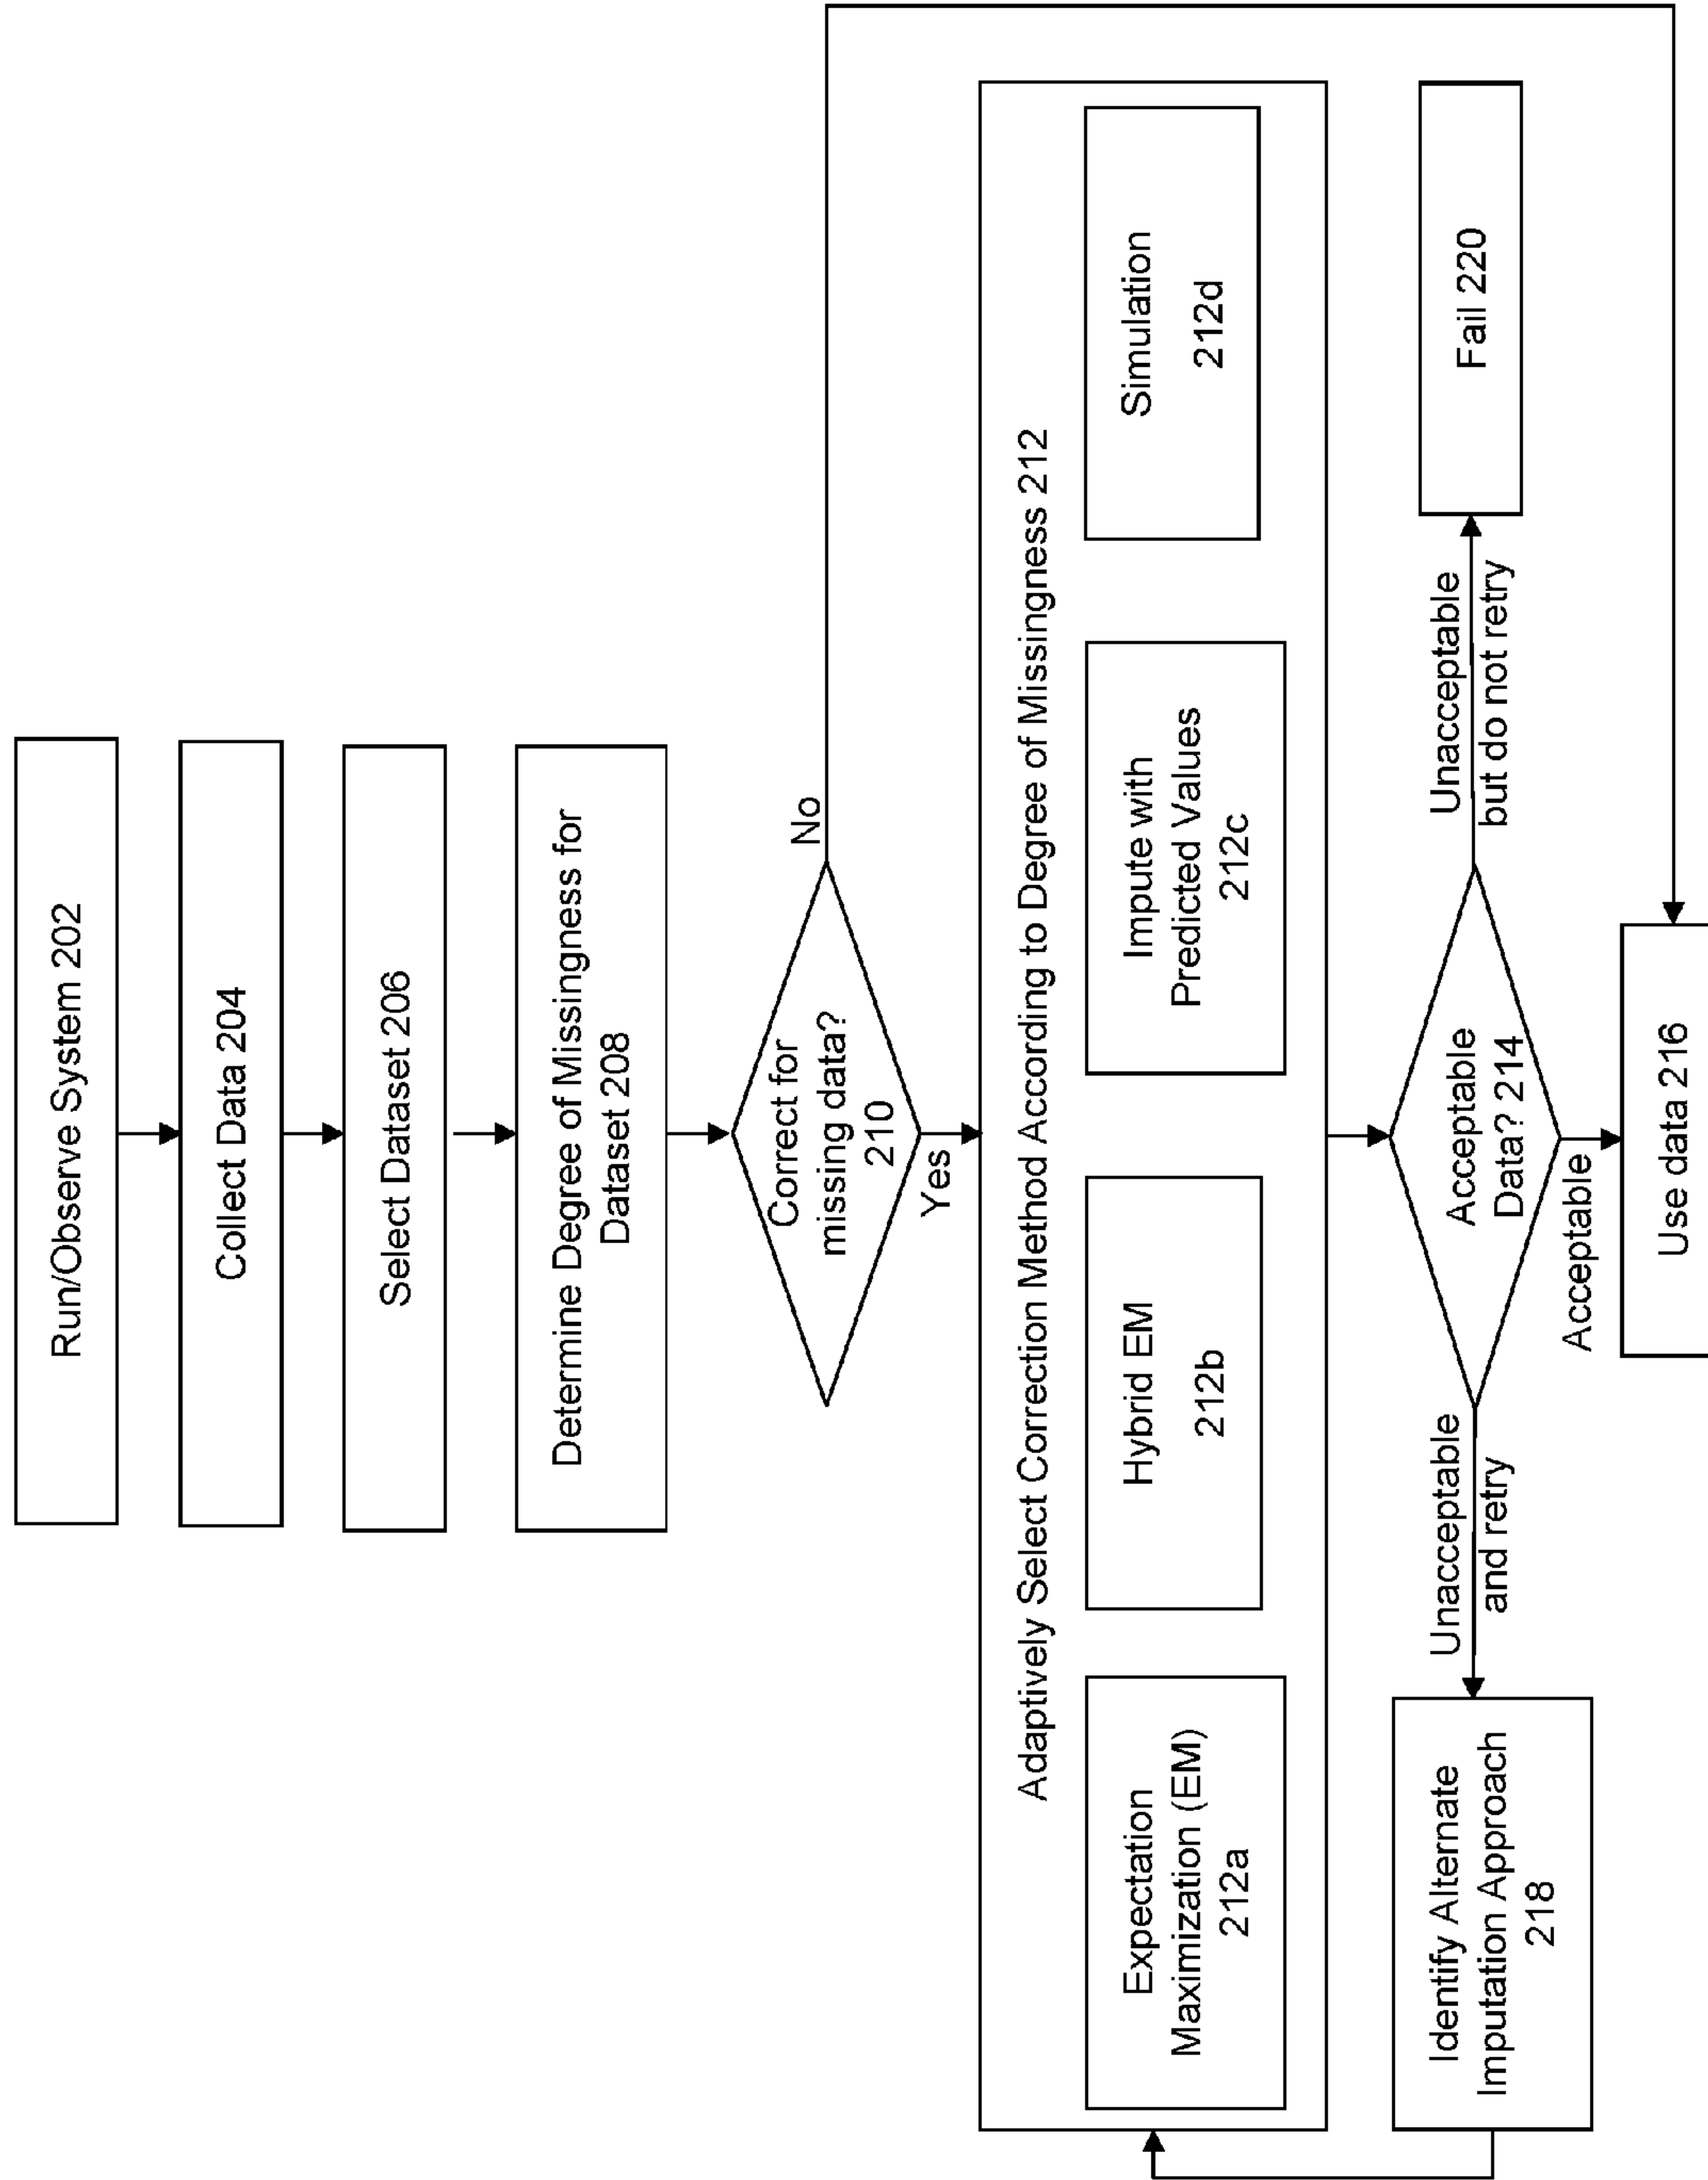 Run/Observe System 202
Collect Data 204
Select Dataset 206
Determine Degree of Missingness for
Dataset 208
Correct for
missing data?
210
No
Yes
Adaptively Select Correction Method According to Degree of Missingness 212
Expectation
Maximization (EM)
212a
Hybrid EM
212b
Impute with
Predicted Values
212c
Simulation
212d
Acceptable
Data? 214
Unacceptable
and retry
Unacceptable
but do not retry
Identify Alternate
Imputation Approach
218
Fail 220
Acceptable
Use data 216